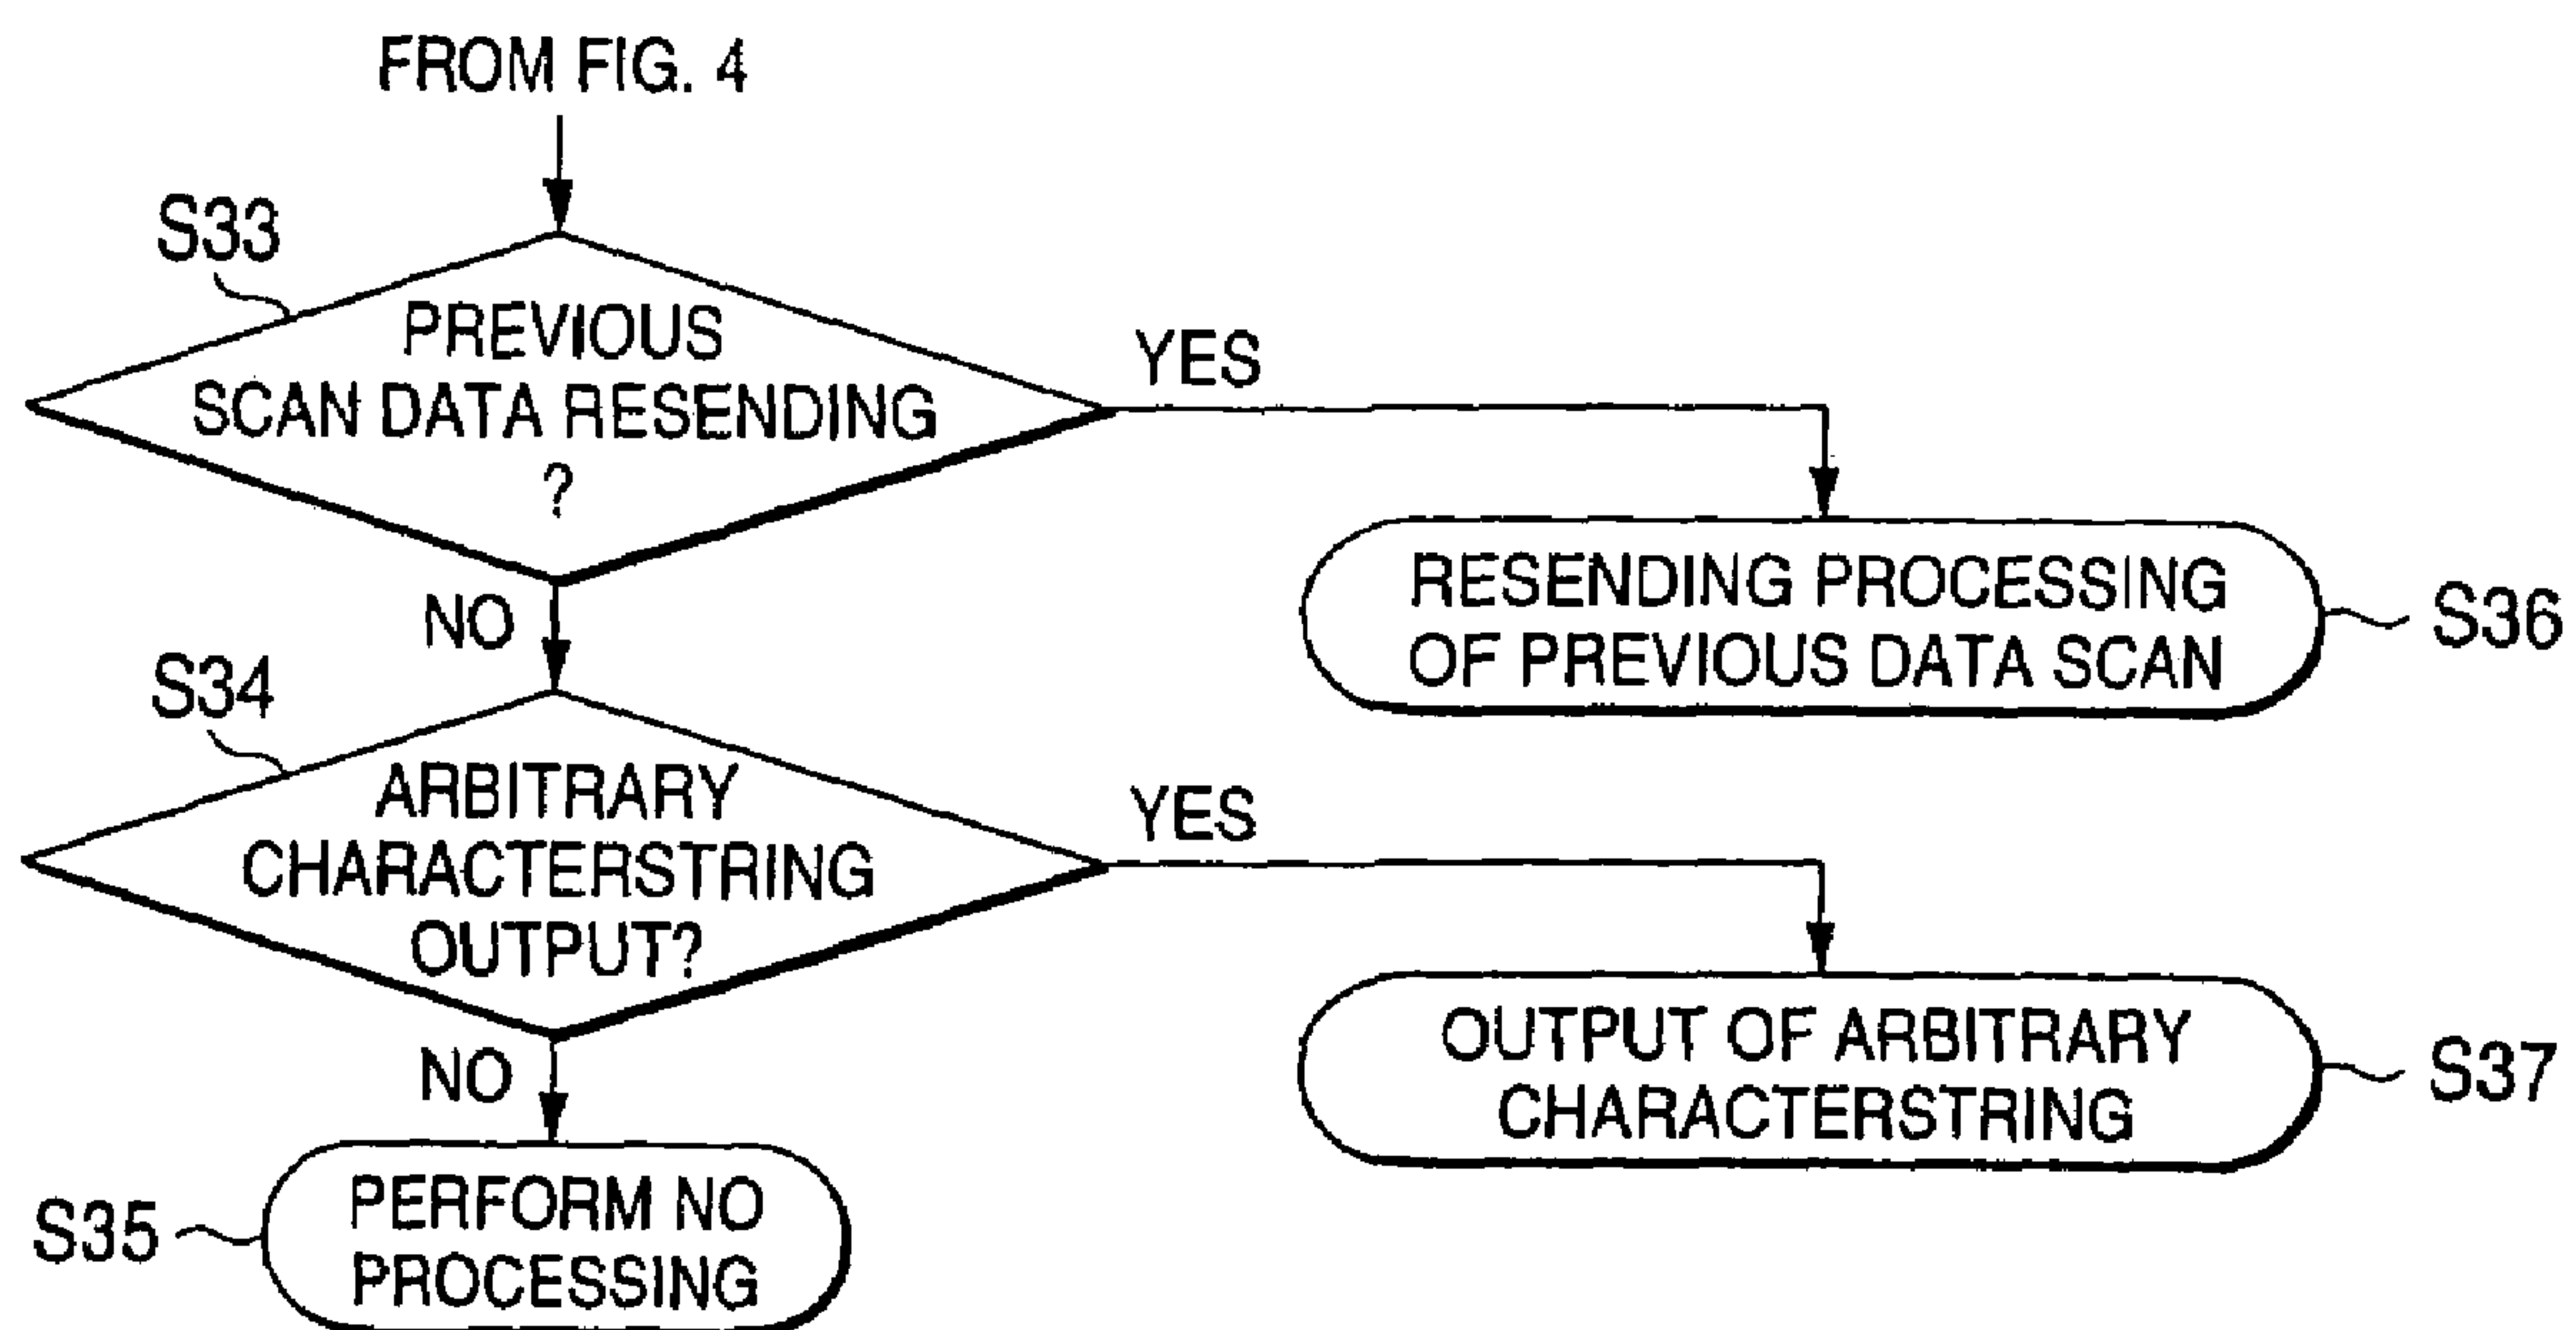 FROM FIG. 4
S33
PREVIOUS
SCAN DATA RESENDING
?
YES
RESENDING PROCESSING
OF PREVIOUS DATA SCAN
S36
NO
S34
ARBITRARY
CHARACTERSTRING
OUTPUT?
YES
OUTPUT OF ARBITRARY
CHARACTERSTRING
S37
NO
S35
PERFORM NO
PROCESSING